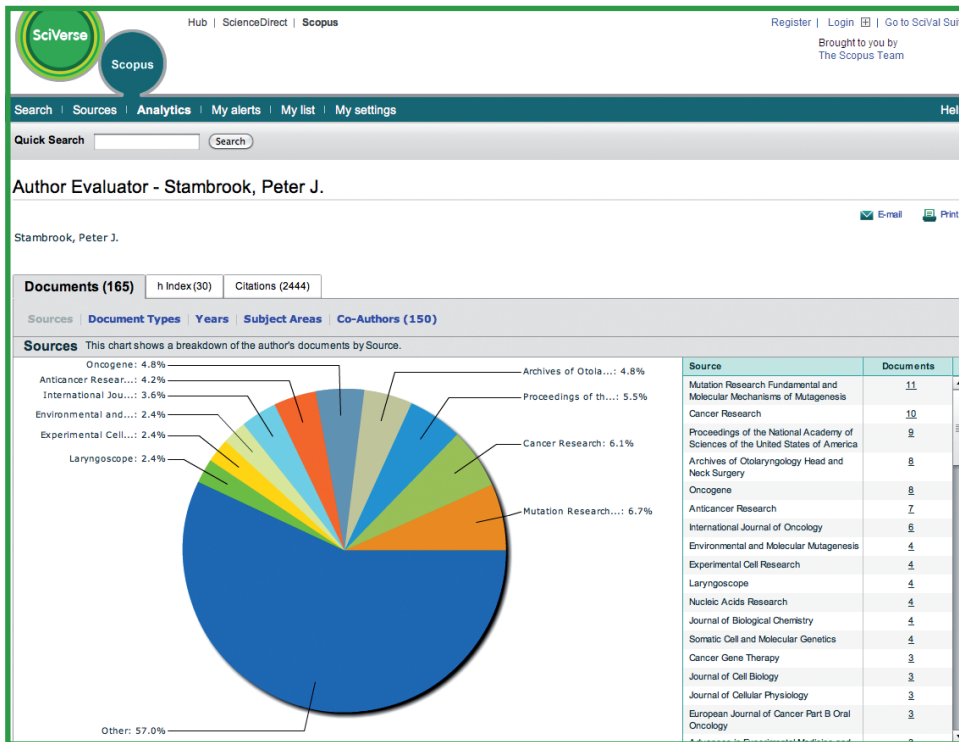 SciVerse
Scopus
Hub | ScienceDirect | Scopus
Register | Login | Go to SciVal Sui
Brought to you by
The Scopus Team
Search | Sources | Analytics | My alerts | My list | My settings
Hel
Quick Search
Search
Author Evaluator - Stambrook, Peter J.
E-mail
Print
Stambrook, Peter J.
Documents (165)
h Index (30)
Citations (2444)
Sources | Document Types | Years | Subject Areas | Co-Authors (150)
Sources This chart shows a breakdown of the author's documents by Source.
Oncogene: 4.8%
Anticancer Resear...: 4.2%
International Jou...: 3.6%
Environmental and...: 2.4%
Experimental Cell...: 2.4%
Laryngoscope: 2.4%
Archives of Otola...: 4.8%
Proceedings of th...: 5.5%
Cancer Research: 6.1%
Mutation Research...: 6.7%
Other: 57.0%
Source Documents
Mutation Research Fundamental and 11
Molecular Mechanisms of Mutagenesis
Cancer Research 10
Proceedings of the National Academy of 9
Sciences of the United States of America
Archives of Otolaryngology Head and 8
Neck Surgery
Oncogene 8
Anticancer Research 7
International Journal of Oncology 6
Environmental and Molecular Mutagenesis 4
Experimental Cell Research 4
Laryngoscope 4
Nucleic Acids Research 4
Journal of Biological Chemistry 4
Somatic Cell and Molecular Genetics 4
Cancer Gene Therapy 3
Journal of Cell Biology 3
Journal of Cellular Physiology 3
European Journal of Cancer Part B Oral 3
Oncology